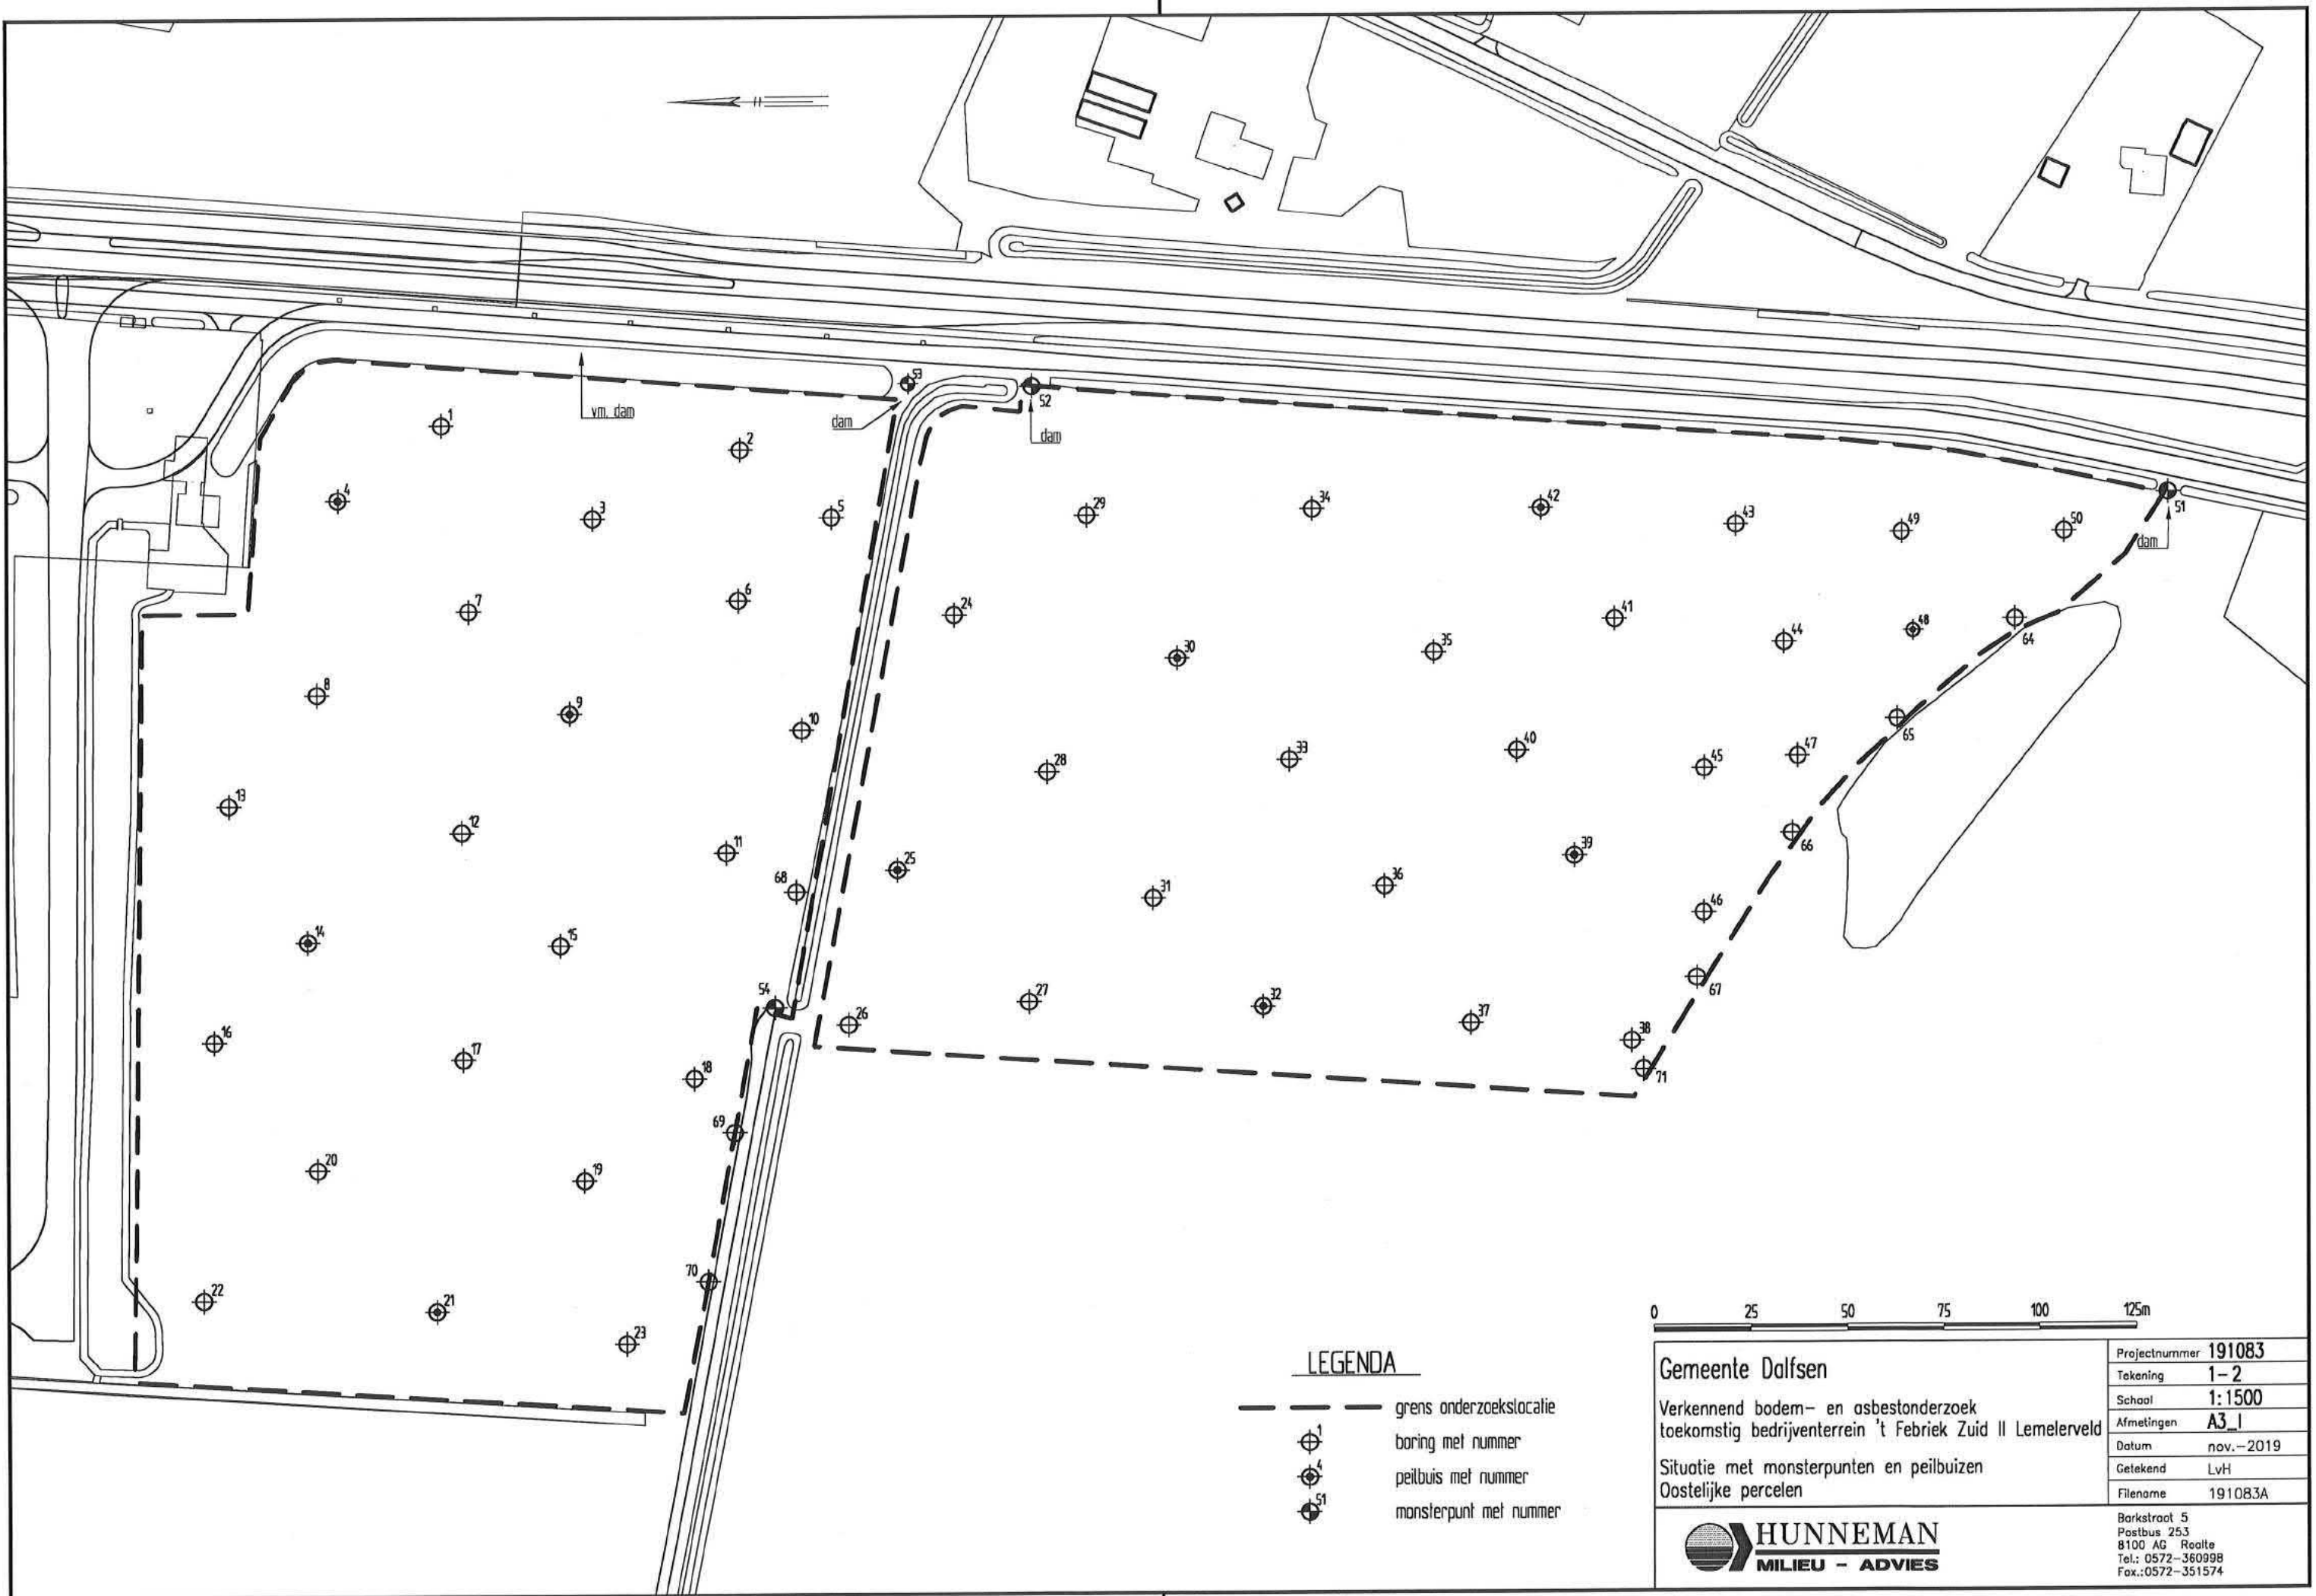 53
52
vm. dam
dam
dam
1
2
4
3
5
29
34
42
43
49
50
51
dam
7
6
24
41
44
48
64
30
35
8
9
10
28
33
40
45
47
65
13
12
11
68
25
31
36
39
66
46
14
15
54
26
27
32
37
67
38
71
16
17
18
69
20
19
70
22
21
23
0 25 50 75 100 125m
LEGENDA
grens onderzoekslocatie
1 boring met nummer
4 peilbuis met nummer
51 monsterpunt met nummer
Gemeente Dalfsen
Verkennend bodem- en asbestonderzoek
toekomstig bedrijventerrein 't Febriek Zuid II Lemelerveld
Situatie met monsterpunten en peilbuizen
Oostelijke percelen
Projectnummer 191083
Tekening 1-2
Schaal 1:1500
Afmetingen A3_l
Datum nov.-2019
Getekend LvH
Filename 191083A
HUNNEMAN
MILIEU - ADVIES
Barkstraat 5
Postbus 253
8100 AG Raalte
Tel.: 0572-360998
Fax.:0572-351574